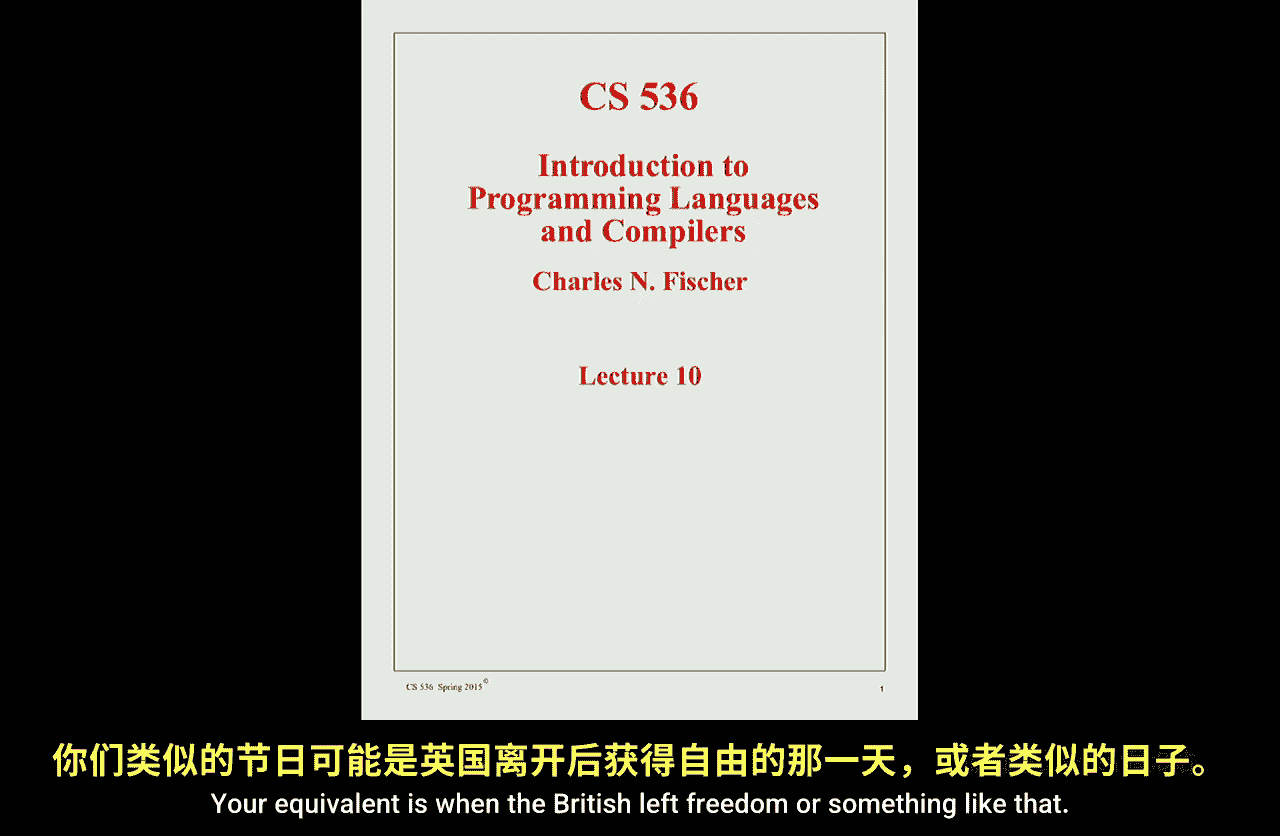 CS 536
Introduction to
Programming Languages
and Compilers
Charles N. Fischer
Lecture 10
CS 536 Spring 2015©
1
你们类似的节日可能是英国离开后获得自由的那一天，或者类似的日子。
Your equivalent is when the British left freedom or something like that.